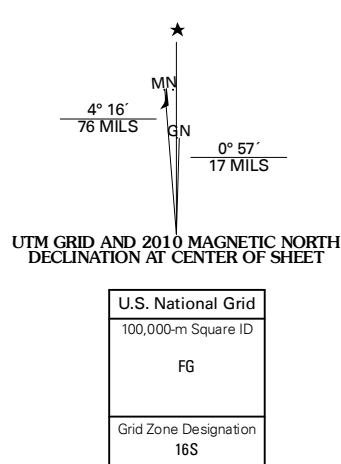 ★
MN
4° 16´
76 MILS
GN
0° 57´
17 MILS
UTM GRID AND 2010 MAGNETIC NORTH
DECLINATION AT CENTER OF SHEET
U.S. National Grid
100,000-m Square ID
FG
Grid Zone Designation
16S